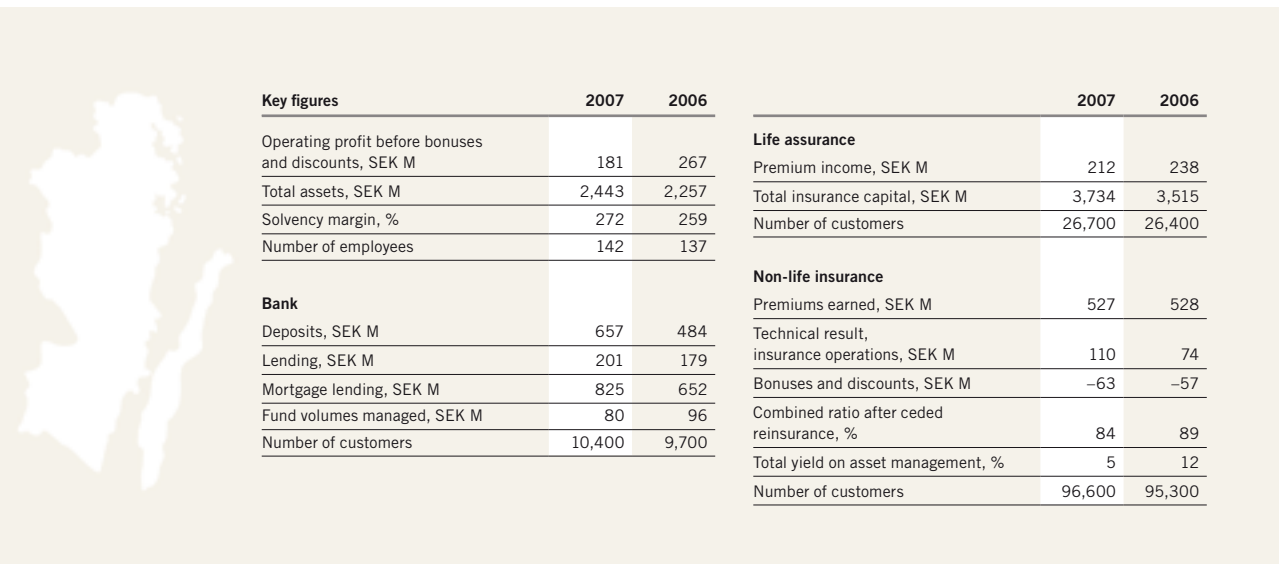 Key figures 2007 2006
Operating profit before bonuses
and discounts, SEK M 181 267
Total assets, SEK M 2,443 2,257
Solvency margin, % 272 259
Number of employees 142 137
Bank
Deposits, SEK M 657 484
Lending, SEK M 201 179
Mortgage lending, SEK M 825 652
Fund volumes managed, SEK M 80 96
Number of customers 10,400 9,700
2007 2006
Life assurance
Premium income, SEK M 212 238
Total insurance capital, SEK M 3,734 3,515
Number of customers 26,700 26,400
Non-life insurance
Premiums earned, SEK M 527 528
Technical result,
insurance operations, SEK M 110 74
Bonuses and discounts, SEK M –63 –57
Combined ratio after ceded
reinsurance, % 84 89
Total yield on asset management, % 5 12
Number of customers 96,600 95,300